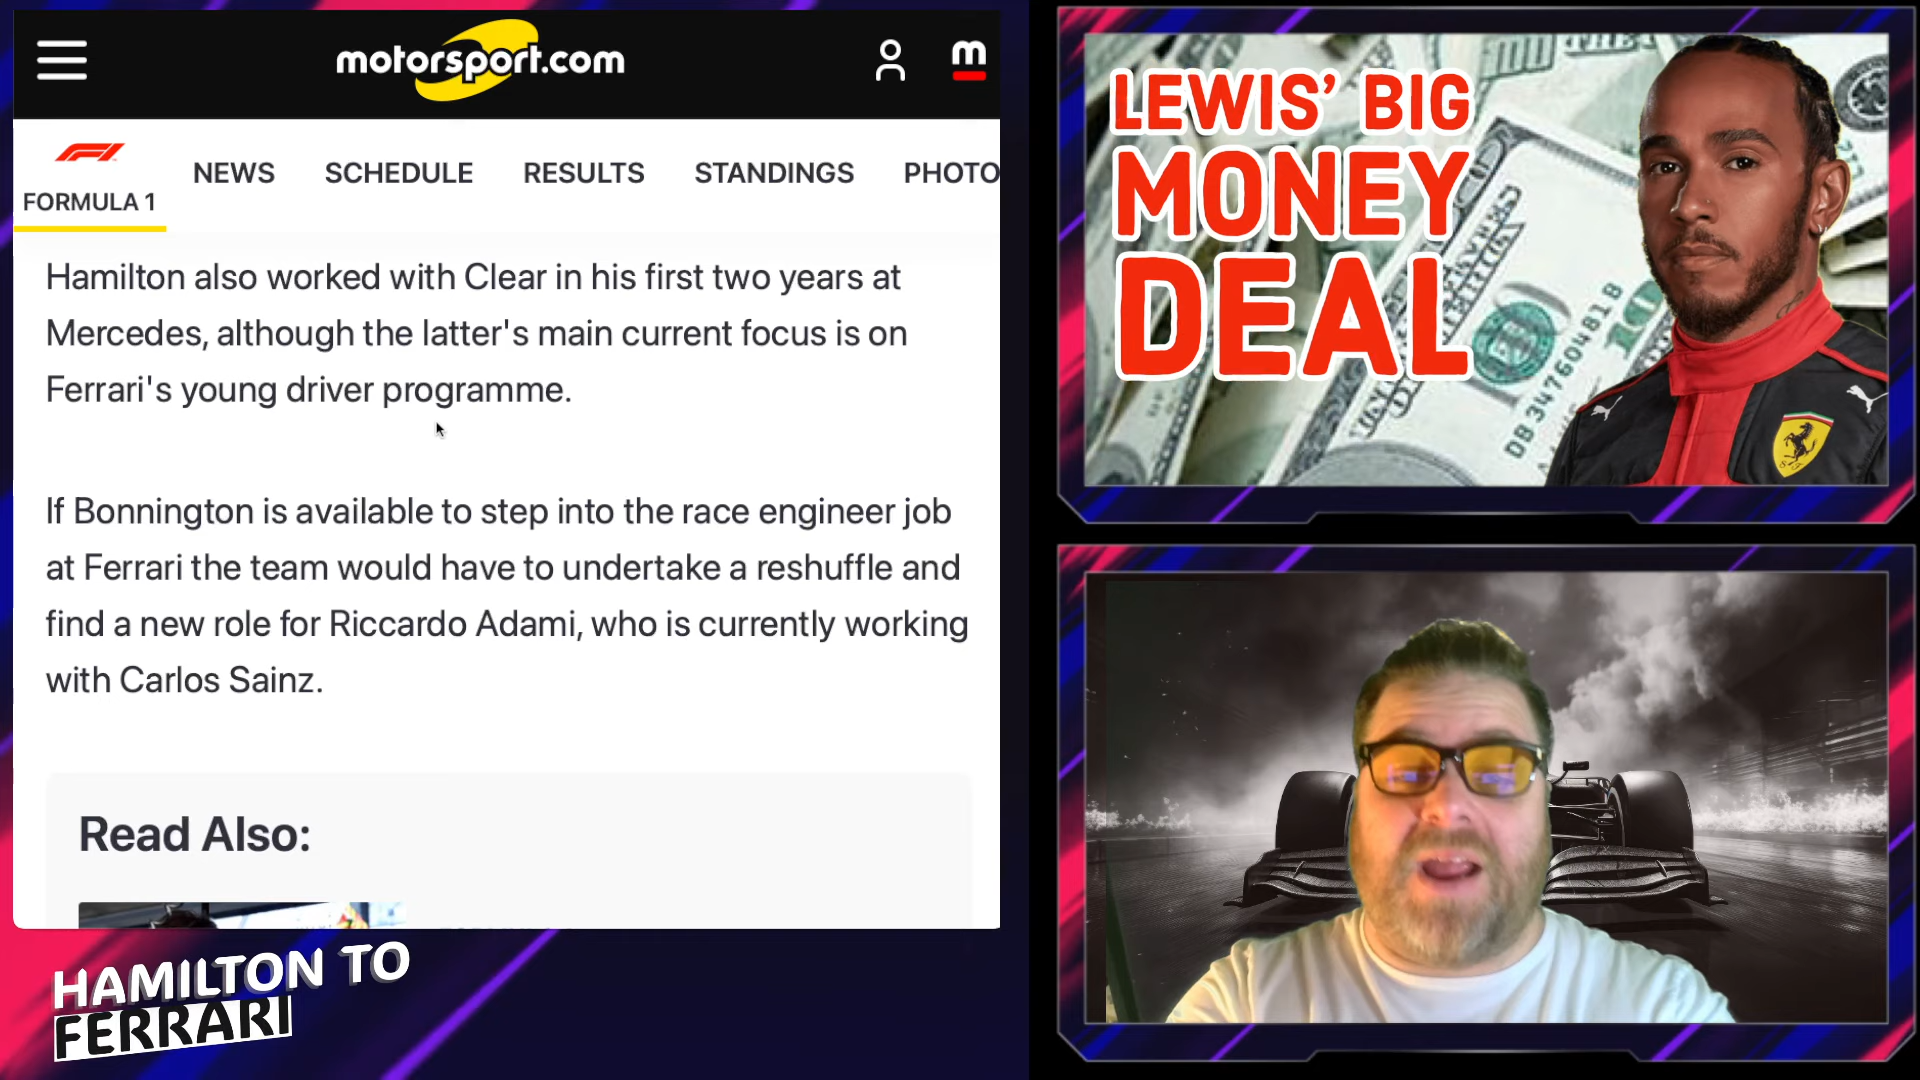 motorsport.com
m
FORMULA 1
NEWS
SCHEDULE
RESULTS
STANDINGS
PHOTO
Hamilton also worked with Clear in his first two years at
Mercedes, although the latter's main current focus is on
Ferrari's young driver programme.
If Bonnington is available to step into the race engineer job
at Ferrari the team would have to undertake a reshuffle and
find a new role for Riccardo Adami, who is currently working
with Carlos Sainz.
Read Also:
HAMILTON TO
FERRARI
LEWIS' BIG
MONEY
DEAL
DB 34760481 B